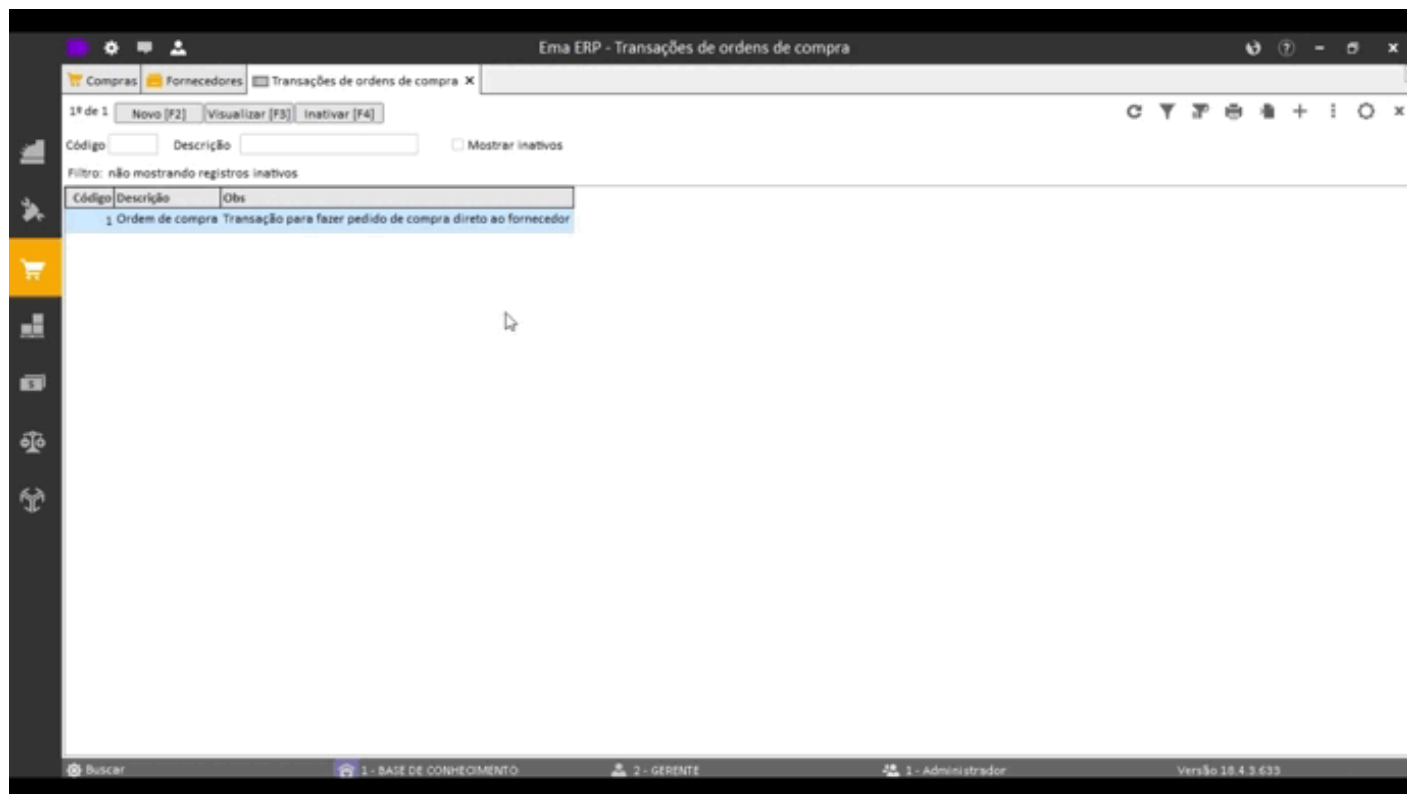 Ema ERP - Transações de ordens de compra
Compras Fornecedores Transações de ordens de compra
1º de 1 Novo [F2] Visualizar [F3] Inativar [F4]
Código Descrição Mostrar inativos
Filtro: não mostrando registros inativos
Código Descrição Obs
1 Ordem de compra Transação para fazer pedido de compra direto ao fornecedor
Buscar 1 - BASE DE CONHECIMENTO 2 - GERENTE 1 - Administrador Versão 18.4.3.633